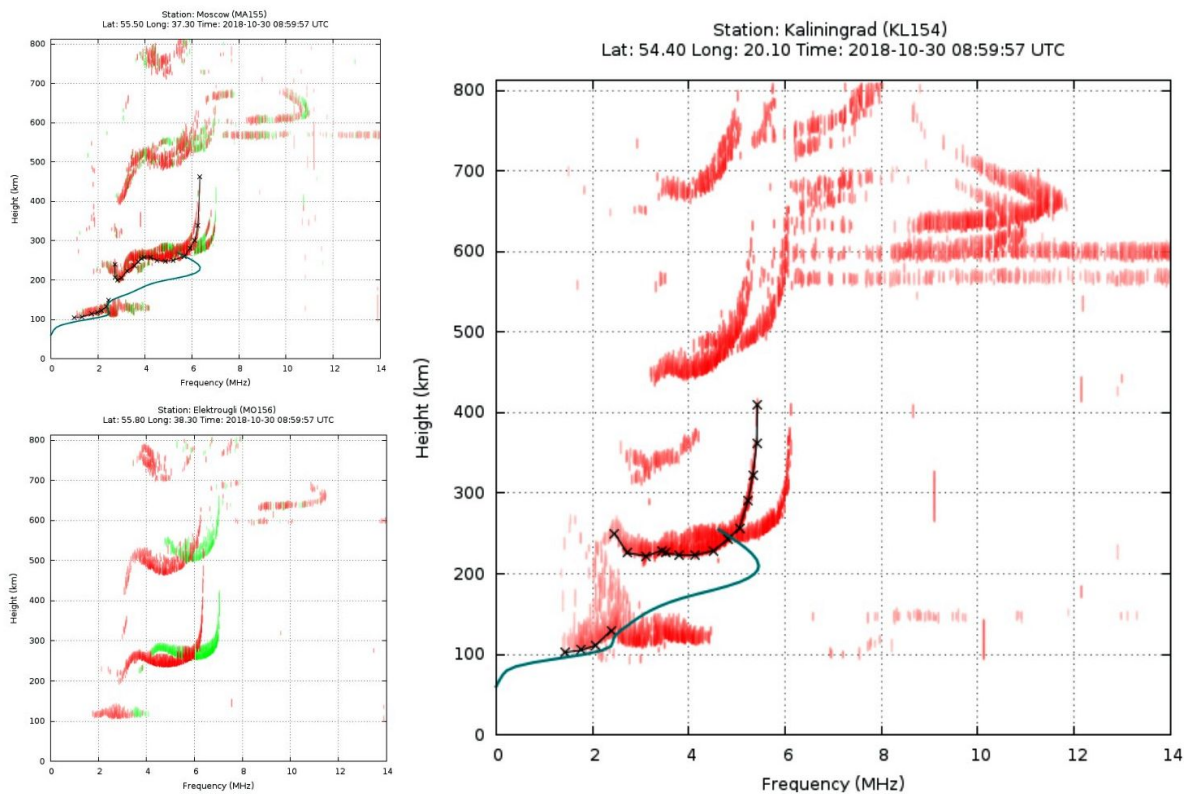 Station: Moscow (MA155)
Lat: 55.50 Long: 37.30 Time: 2018-10-30 08:59:57 UTC
800
700
600
500
400
300
200
100
0
Height (km)
0 2 4 6 8 10 12 14
Frequency (MHz)
Station: Elektrougli (MO156)
Lat: 55.80 Long: 38.30 Time: 2018-10-30 08:59:57 UTC
800
700
600
500
400
300
200
100
0
Height (km)
0 2 4 6 8 10 12 14
Frequency (MHz)
Station: Kaliningrad (KL154)
Lat: 54.40 Long: 20.10 Time: 2018-10-30 08:59:57 UTC
800
700
600
500
400
300
200
100
0
Height (km)
0 2 4 6 8 10 12 14
Frequency (MHz)